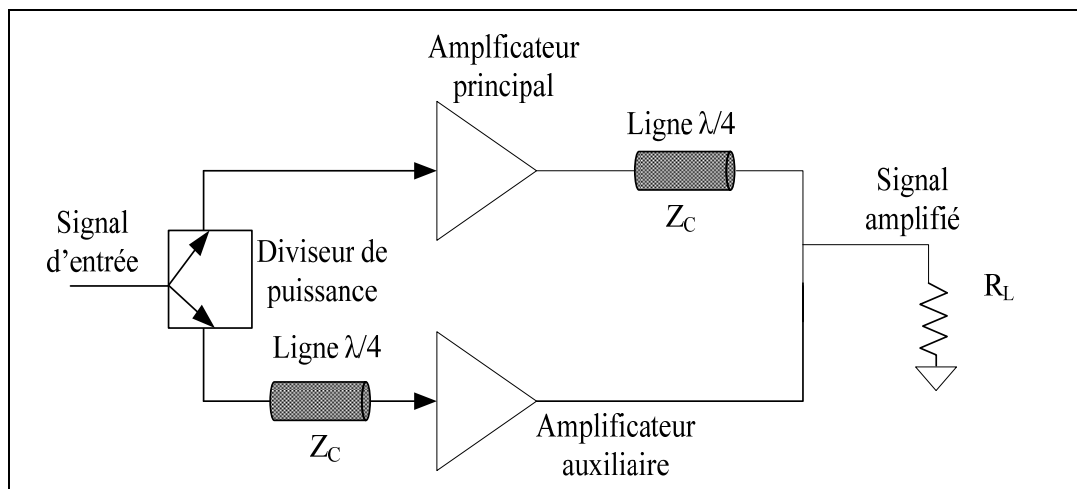 Amplficateur
principal
Ligne λ/4
Z_C
Signal
amplifié
Signal
d'entrée
Diviseur de
puissance
R_L
Ligne λ/4
Z_C
Amplificateur
auxiliaire